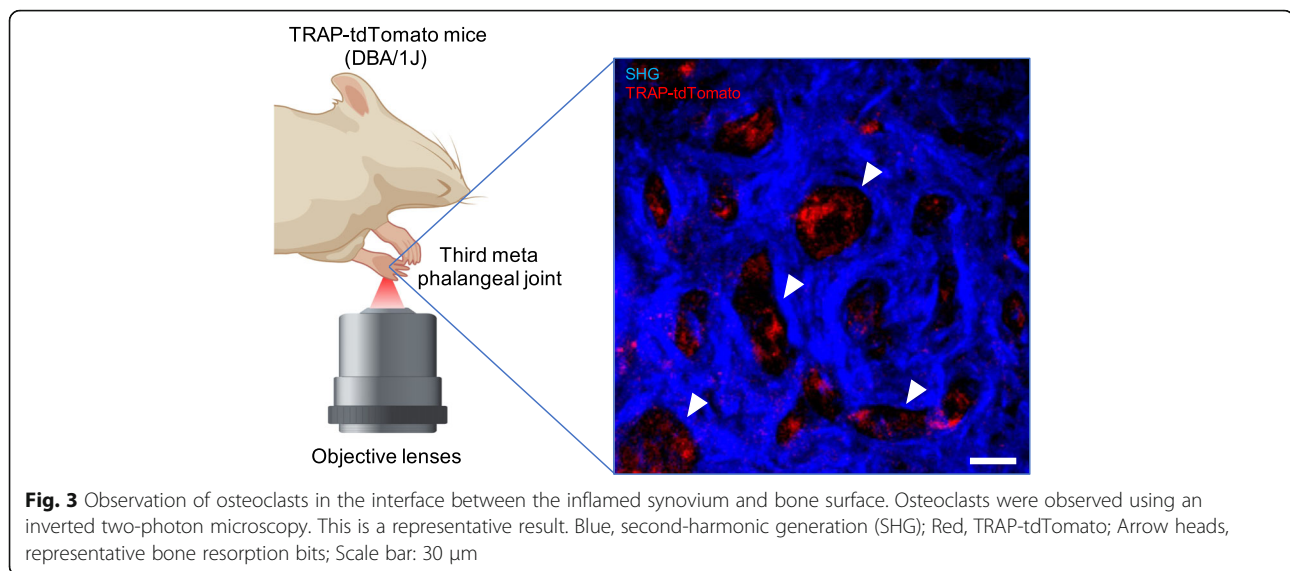 TRAP-tdTomato mice
(DBA/1J)
SHG
TRAP-tdTomato
Third meta
phalangeal joint
Objective lenses
Fig. 3 Observation of osteoclasts in the interface between the inflamed synovium and bone surface. Osteoclasts were observed using an
inverted two-photon microscopy. This is a representative result. Blue, second-harmonic generation (SHG); Red, TRAP-tdTomato; Arrow heads,
representative bone resorption bits; Scale bar: 30 μm